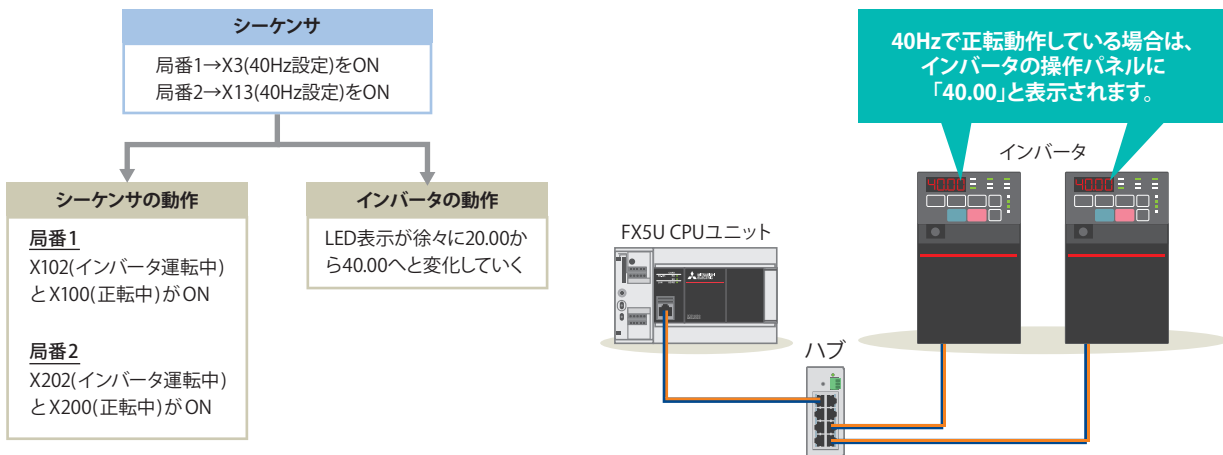 シーケンサ
局番1→X3(40Hz設定)をON
局番2→X13(40Hz設定)をON
シーケンサの動作
局番1
X102(インバータ運転中)
とX100(正転中)がON
局番2
X202(インバータ運転中)
とX200(正転中)がON
インバータの動作
LED表示が徐々に20.00か
ら40.00へと変化していく
40Hzで正転動作している場合は、
インバータの操作パネルに
「40.00」と表示されます。
インバータ
40.00
40.00
FX5U CPUユニット
MITSUBISHI
ELECTRIC
ハブ